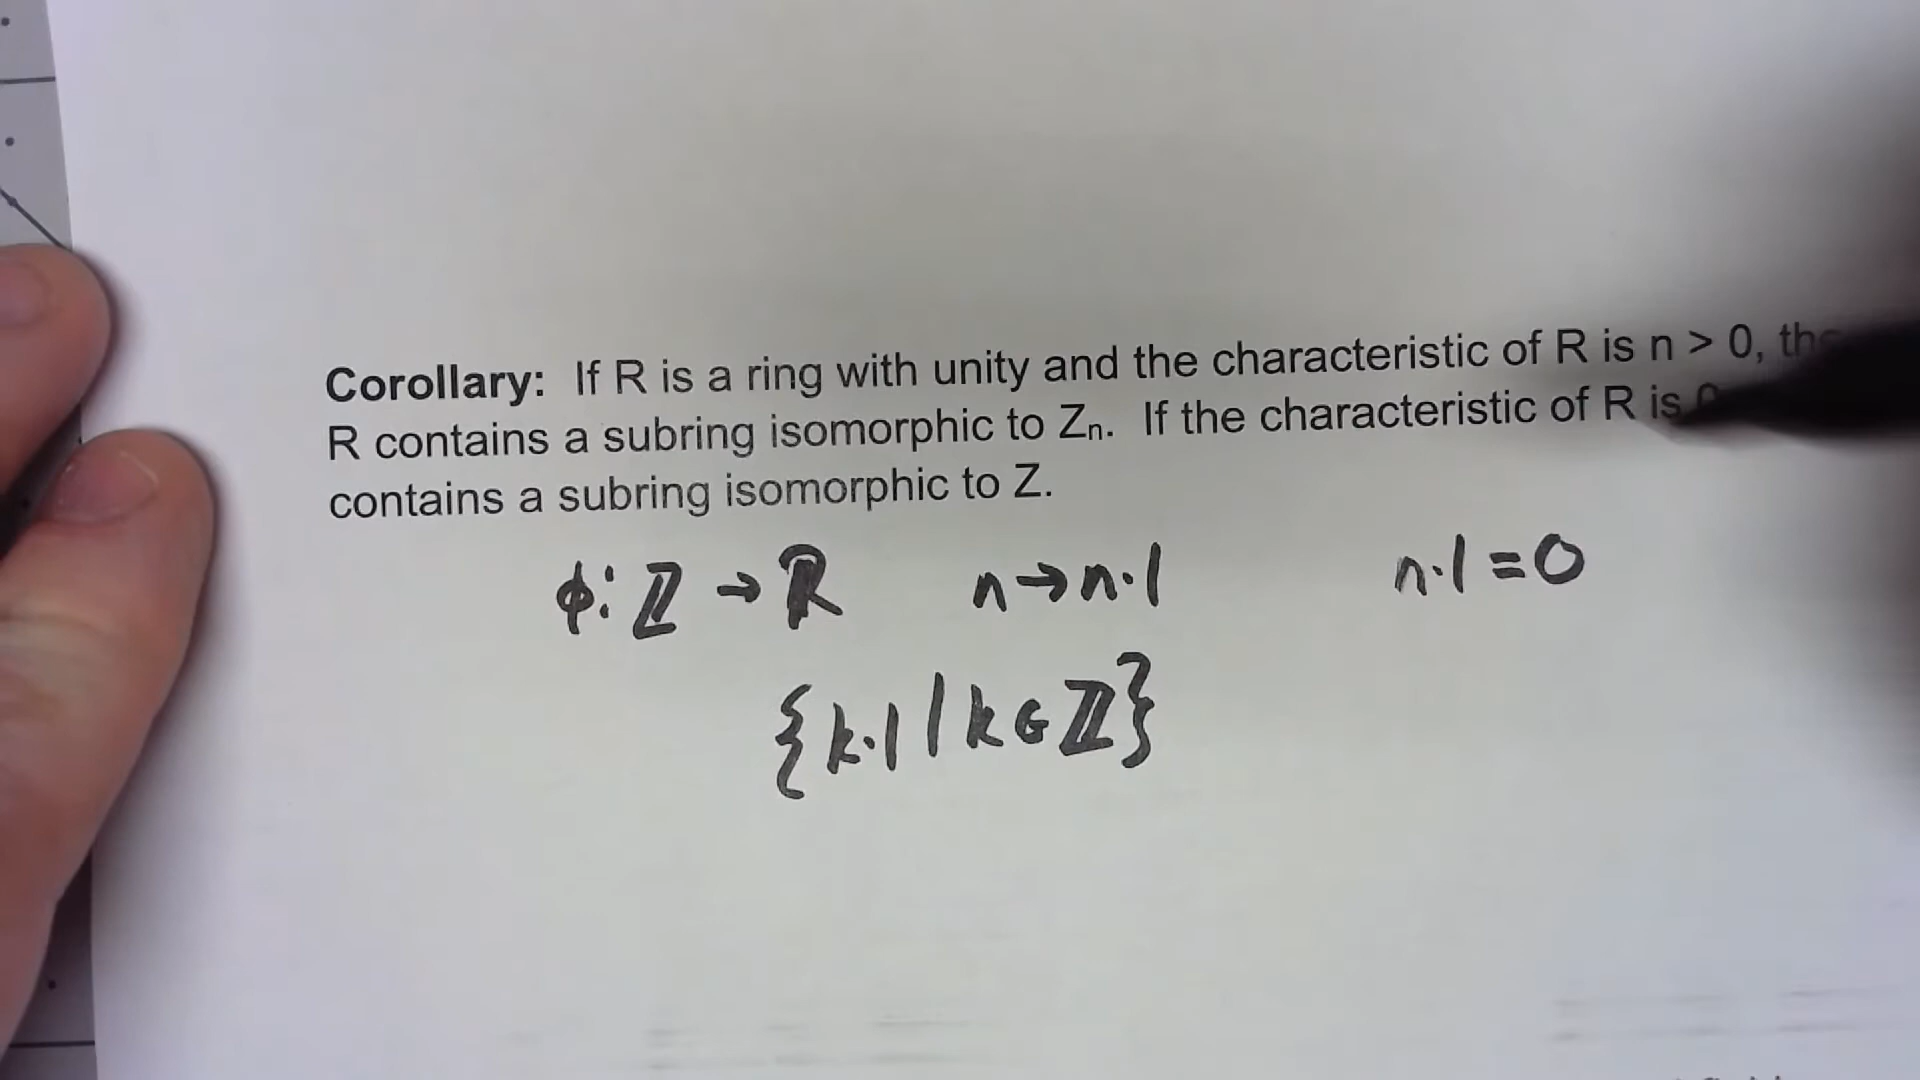 Corollary: If R is a ring with unity and the characteristic of R is n > 0,
R contains a subring isomorphic to Zn. If the characteristic of R is
contains a subring isomorphic to Z.
ϕ: ℤ → R n → n·1 n·1 = 0
{k·1 | k ∈ ℤ}